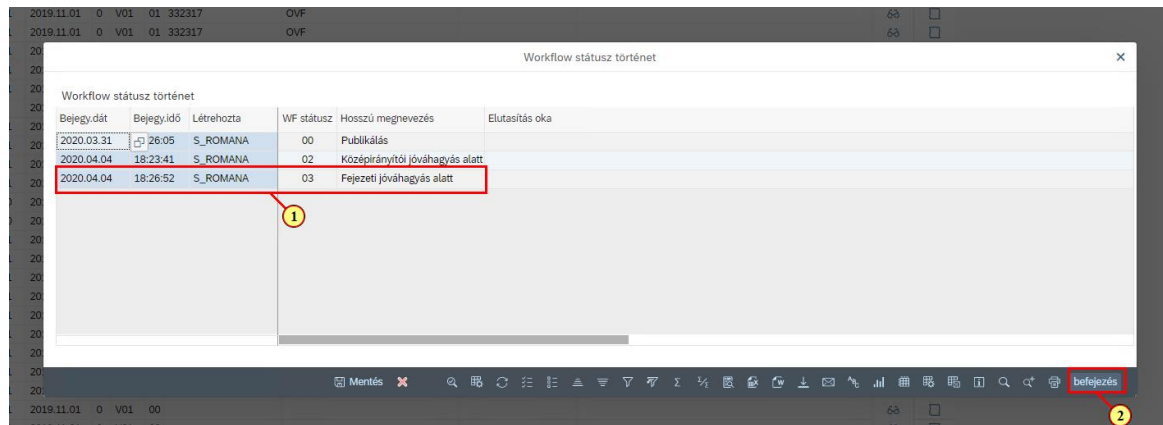 2019.11.01 0 V01 01 332317 OVF
2019.11.01 0 V01 01 332317 OVF
Workflow státusz történet
Workflow státusz történet
Bejegy.dát Bejegy.idő Létrehozta WF státusz Hosszú megnevezés Elutasítás oka
2020.03.31 26:05 S_ROMANA 00 Publikálás
2020.04.04 18:23:41 S_ROMANA 02 Középirányítói jóváhagyás alatt
2020.04.04 18:26:52 S_ROMANA 03 Fejezeti jóváhagyás alatt
1
Mentés befejezés
2019.11.01 0 V01 00
2